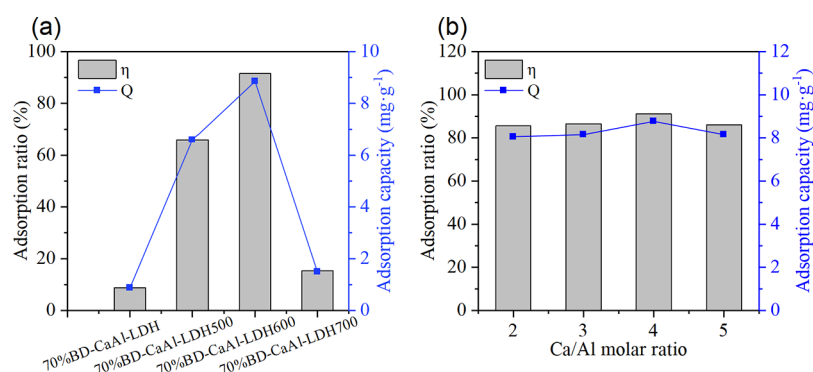 (a)
100
80
60
40
20
0
Adsorption ratio (%)
η
Q
10
8
6
4
2
0
Adsorption capacity (mg·g⁻¹)
70%BD-CaAl-LDH
70%BD-CaAl-LDH500
70%BD-CaAl-LDH600
70%BD-CaAl-LDH700
(b)
120
100
80
60
40
20
0
Adsorption ratio (%)
η
Q
12
10
8
6
4
2
0
Adsorption capacity (mg·g⁻¹)
2 3 4 5
Ca/Al molar ratio